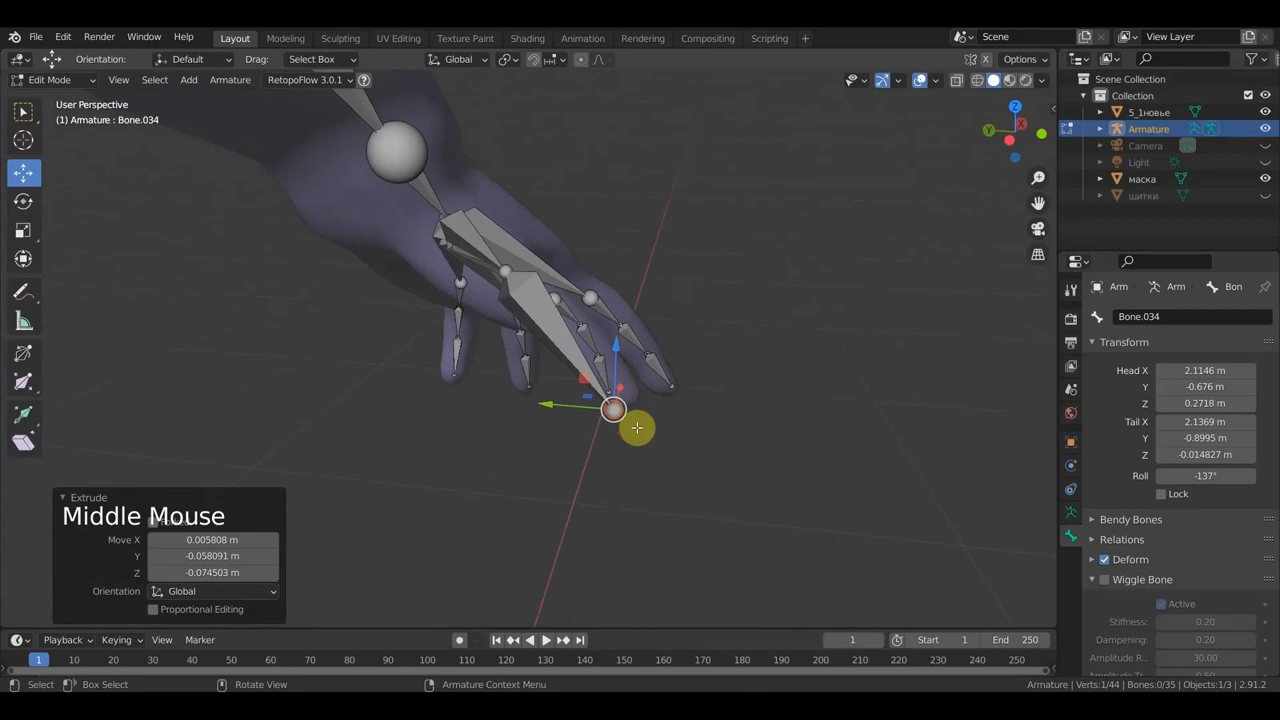 File Edit Render Window Help Layout Modeling Sculpting UV Editing Texture Paint Shading Animation Rendering Compositing Scripting + Scene View Layer
Orientation: Default Drag: Select Box Global X Options
Edit Mode View Select Add Armature RetopoFlow 3.0.1 ?
User Perspective
(1) Armature : Bone.034
Z
X
Y
Scene Collection
Collection
5_1новье
Armature
Camera
Light
маска
щитки
Arm Arm Bon
Bone.034
Transform
Head X 2.1146 m
Y -0.676 m
Z 0.2718 m
Tail X 2.1369 m
Y -0.8995 m
Z -0.014827 m
Roll -137°
Lock
Bendy Bones
Relations
Deform
Wiggle Bone
Active
Stiffness: 0.20
Dampening: 0.20
Amplitude R... 30.00
Extrude
Middle Mouse
Move X 0.005808 m
Y -0.058091 m
Z -0.074503 m
Orientation Global
Proportional Editing
Playback Keying View Marker 1 Start 1 End 250
1 10 20 30 40 50 60 70 80 90 100 110 120 130 140 150 160 170 180 190 200 210 220 230 240 250
Select Box Select Rotate View Armature Context Menu Armature | Verts:1/44 | Bones:0/35 | Objects:1/3 | 2.91.2